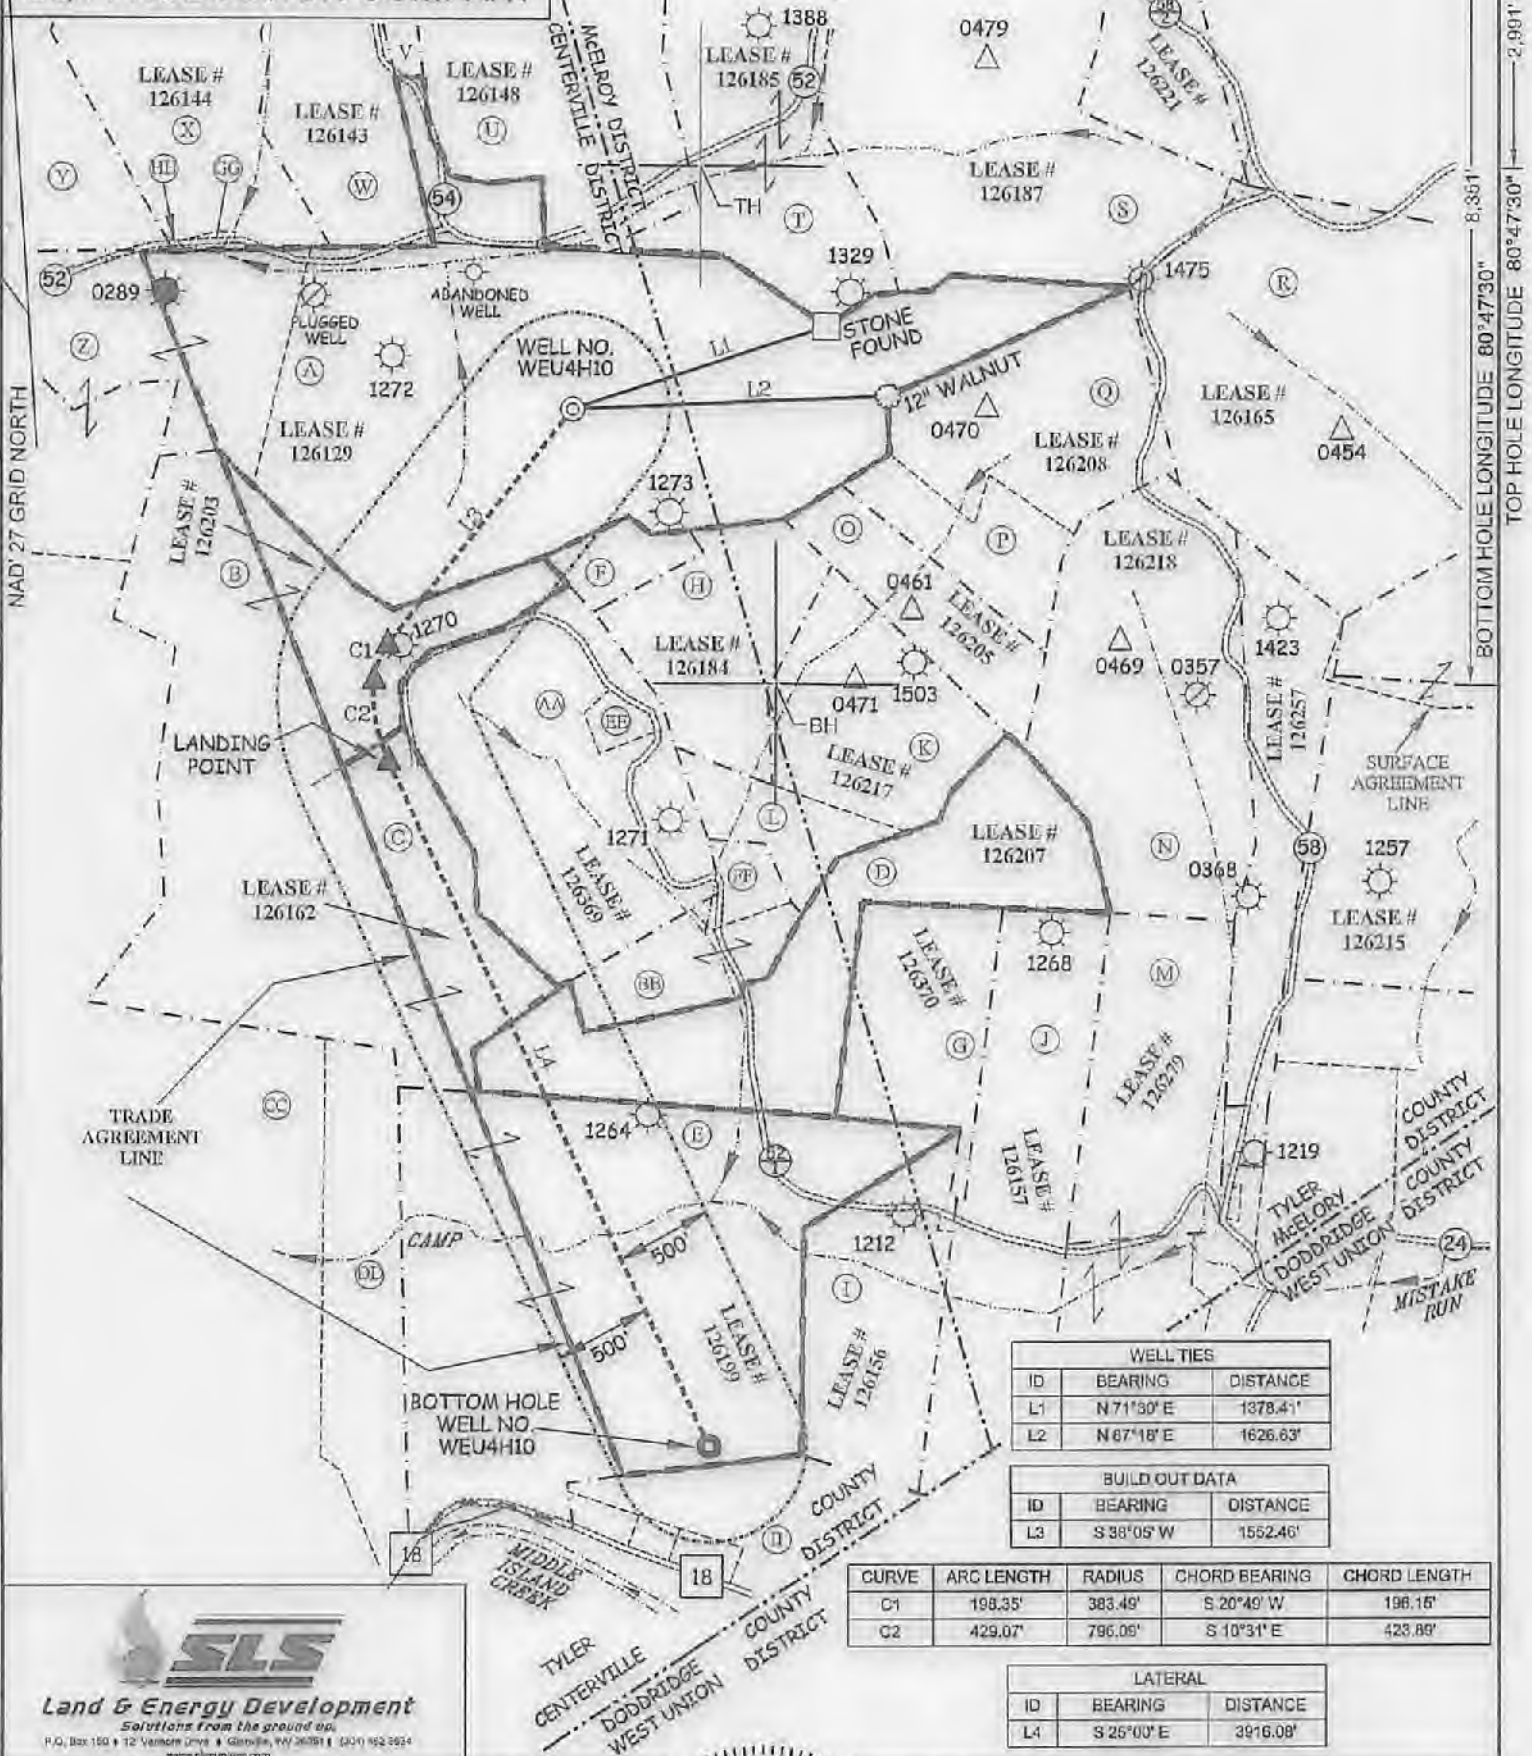 1388
0479
58
2
2,991'
LEASE #
126144
X
LEASE #
126143
V
LEASE #
126148
U
McELROY DISTRICT
CENTERVILLE DISTRICT
LEASE #
126185
52
LEASE #
126221
Y
GG
W
54
TH
T
LEASE #
126187
S
8,351'
52
0289
PLUGGED
WELL
ABANDONED
WELL
1329
1475
R
Z
A
1272
WELL NO.
WEU4H10
L1
STONE
FOUND
L2
12" WALNUT
0470
Q
LEASE #
126165
0454
LEASE #
126129
LEASE #
126208
BOTTOM HOLE LONGITUDE 80°47'30"
TOP HOLE LONGITUDE 80°47'30"
NAD'27 GRID NORTH
LEASE #
126203
L3
1273
O
P
LEASE #
126218
B
F
H
0461
LEASE #
126205
C1
1270
LEASE #
126184
1503
0471
0469
0357
1423
C2
AA
EE
BH
K
LEASE #
126257
LANDING
POINT
LEASE #
126217
SURFACE
AGREEMENT
LINE
C
1271
L
LEASE #
126207
N
58
1257
LEASE #
126162
LEASE #
126369
FF
D
0368
LEASE #
126215
LEASE #
126370
1268
M
BB
G
J
L4
LEASE #
126279
CC
TRADE
AGREEMENT
LINE
1264
E
52
1
LEASE #
126157
1219
COUNTY
DISTRICT
COUNTY
DISTRICT
TYLER
McELORY
DODDRIDGE
WEST UNION
24
MISTAKE
RUN
CAMP
500'
1212
I
500'
LEASE #
126199
LEASE #
126156
BOTTOM HOLE
WELL NO.
WEU4H10
WELL TIES
ID BEARING DISTANCE
L1 N 71°30' E 1378.41'
L2 N 87°18' E 1626.63'
BUILD OUT DATA
ID BEARING DISTANCE
L3 S 38°05' W 1552.46'
18
MIDDLE
ISLAND
CREEK
18
COUNTY
DISTRICT
CURVE ARC LENGTH RADIUS CHORD BEARING CHORD LENGTH
C1 198.35' 383.49' S 20°49' W 196.15'
C2 429.07' 796.09' S 10°31' E 423.89'
TYLER
CENTERVILLE
COUNTY
DISTRICT
DODDRIDGE
WEST UNION
LATERAL
ID BEARING DISTANCE
L4 S 25°00' E 3916.08'
SLS
Land & Energy Development
Solutions from the ground up.